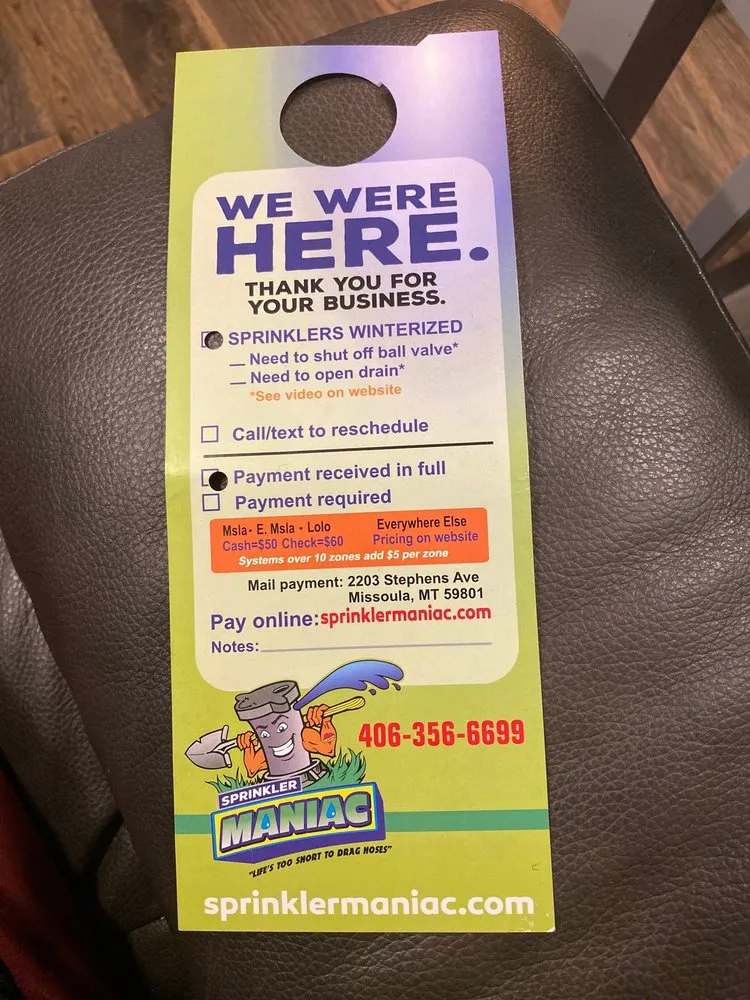 WE WERE
HERE.
THANK YOU FOR
YOUR BUSINESS.
SPRINKLERS WINTERIZED
__ Need to shut off ball valve*
__ Need to open drain*
*See video on website
Call/text to reschedule
Payment received in full
Payment required
Msla - E. Msla - Lolo
Cash=$50 Check=$60
Everywhere Else
Pricing on website
Systems over 10 zones add $5 per zone
Mail payment: 2203 Stephens Ave
Missoula, MT 59801
Pay online: sprinklermaniac.com
Notes:
406-356-6699
SPRINKLER
MANIAC
"LIFE'S TOO SHORT TO DRAG HOSES"
sprinklermaniac.com